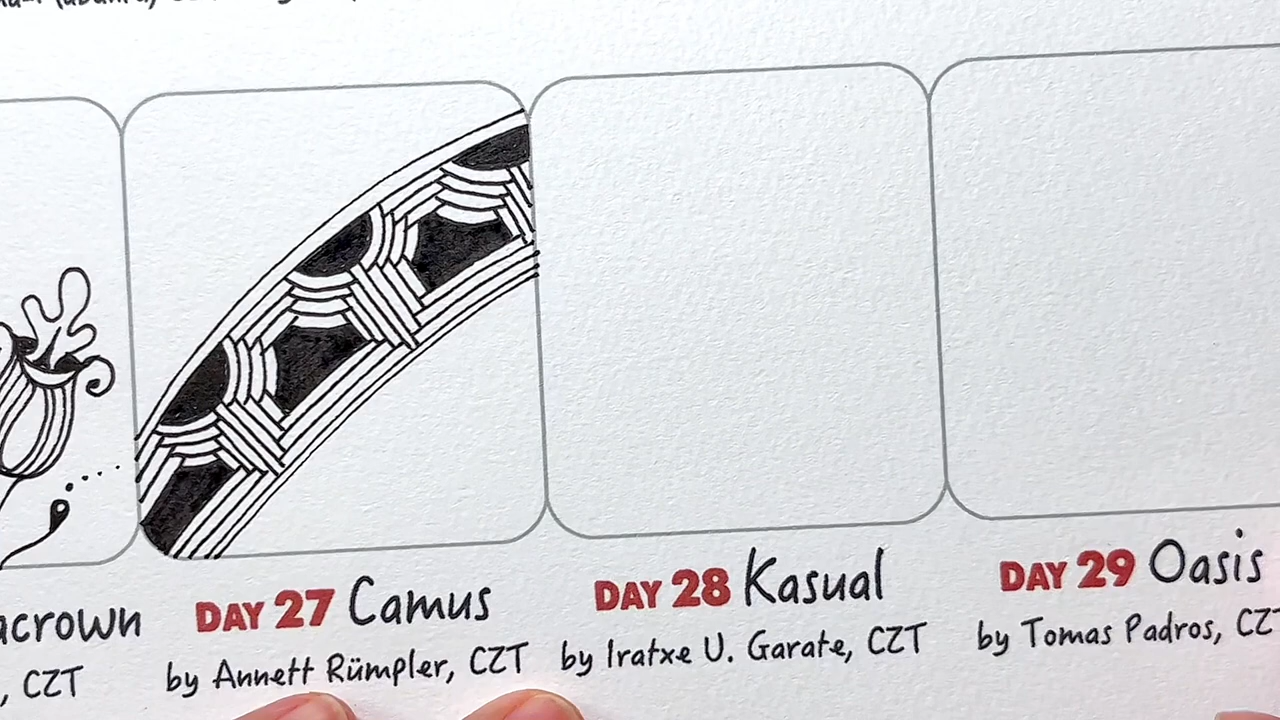 acrown
, CZT
DAY 27 Camus
by Annett Rümpler, CZT
DAY 28 Kasual
by Iratxe U. Garate, CZT
DAY 29 Oasis
by Tomas Padros, CZ